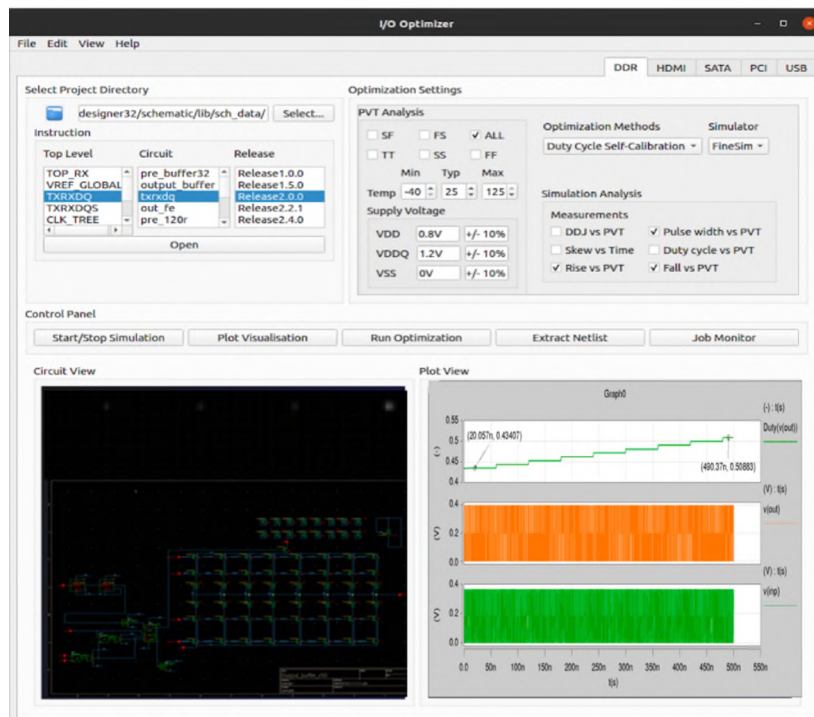 I/O Optimizer
File Edit View Help
DDR HDMI SATA PCI USB
Select Project Directory
designer32/schematic/lib/sch_data/ Select...
Instruction
Top Level Circuit Release
TOP_RX pre_buffer32 Release1.0.0
VREF_GLOBAL output_buffer Release1.5.0
TXRXDQ txrxdq Release2.0.0
TXRXDQS out_fe Release2.2.1
CLK_TREE pre_120r Release2.4.0
Open
Optimization Settings
PVT Analysis
SF FS ALL
TT SS FF
Min Typ Max
Temp -40 25 125
Supply Voltage
VDD 0.8V +/- 10%
VDDQ 1.2V +/- 10%
VSS 0V +/- 10%
Optimization Methods Simulator
Duty Cycle Self-Calibration FineSim
Simulation Analysis
Measurements
DDJ vs PVT Pulse width vs PVT
Skew vs Time Duty cycle vs PVT
Rise vs PVT Fall vs PVT
Control Panel
Start/Stop Simulation Plot Visualisation Run Optimization Extract Netlist Job Monitor
Circuit View
Plot View
Graph0
(-) : t(s)
0.55
Duty(v(out))
(20.057n, 0.43407)
0.5
(-)
0.45
(490.37n, 0.50883)
0.4
(V) : t(s)
0.4
v(out)
(V)
0.2
0.0
(V) : t(s)
0.4
v(inp)
(V)
0.2
0.0
0.0 50n 100n 150n 200n 250n 300n 350n 400n 450n 500n 550n
t(s)